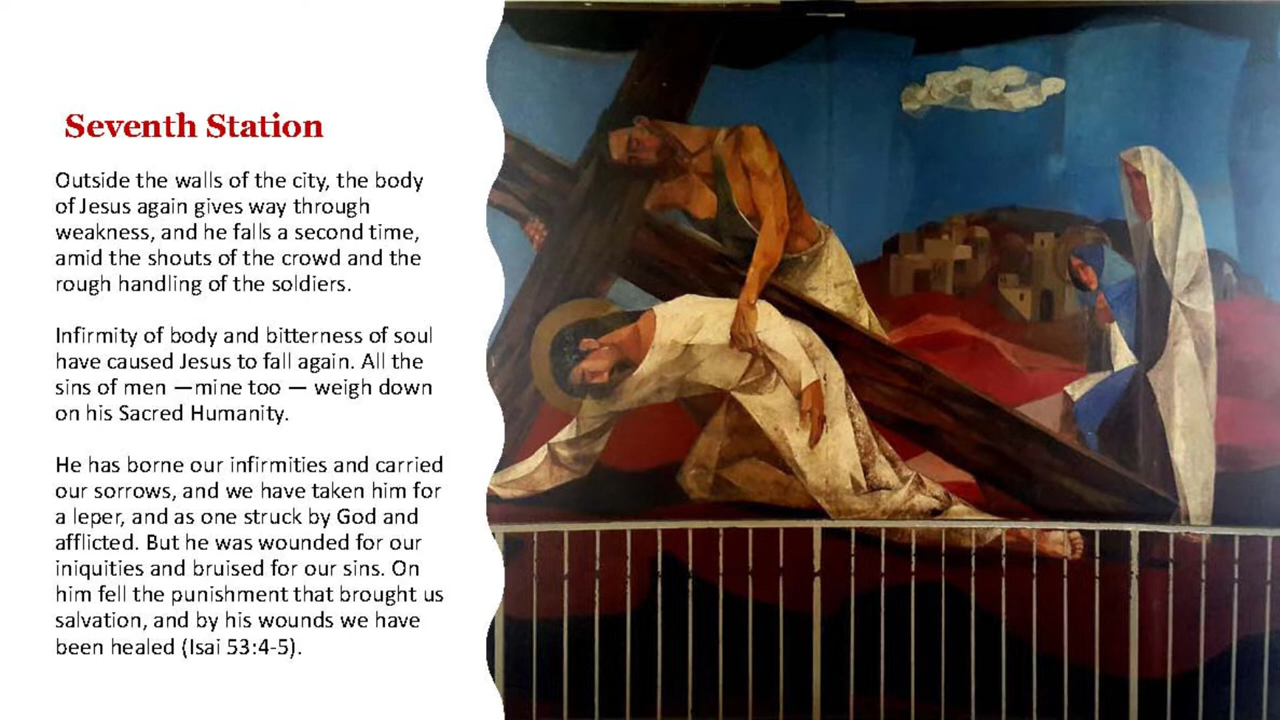 Seventh Station
Outside the walls of the city, the body
of Jesus again gives way through
weakness, and he falls a second time,
amid the shouts of the crowd and the
rough handling of the soldiers.
Infirmity of body and bitterness of soul
have caused Jesus to fall again. All the
sins of men —mine too — weigh down
on his Sacred Humanity.
He has borne our infirmities and carried
our sorrows, and we have taken him for
a leper, and as one struck by God and
afflicted. But he was wounded for our
iniquities and bruised for our sins. On
him fell the punishment that brought us
salvation, and by his wounds we have
been healed (Isai 53:4-5).